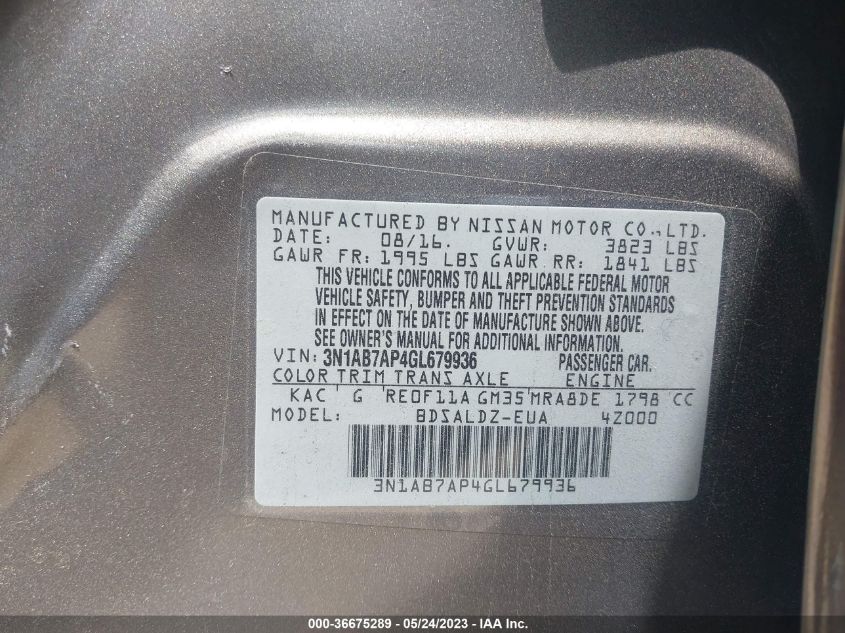 MANUFACTURED BY NISSAN MOTOR CO.,LTD.
DATE: 08/16. GVWR: 3823 LBS
GAWR FR: 1995 LBS GAWR RR: 1841 LBS
THIS VEHICLE CONFORMS TO ALL APPLICABLE FEDERAL MOTOR
VEHICLE SAFETY, BUMPER AND THEFT PREVENTION STANDARDS
IN EFFECT ON THE DATE OF MANUFACTURE SHOWN ABOVE.
SEE OWNER'S MANUAL FOR ADDITIONAL INFORMATION.
VIN: 3N1AB7AP4GL679936 PASSENGER CAR.
COLOR TRIM TRANS AXLE ENGINE
KAC G RE0F11A GM35 MRA8DE 1798 CC
MODEL: BDSALDZ-EUA 4Z000
3N1AB7AP4GL679936
000-36675289 - 05/24/2023 - IAA Inc.